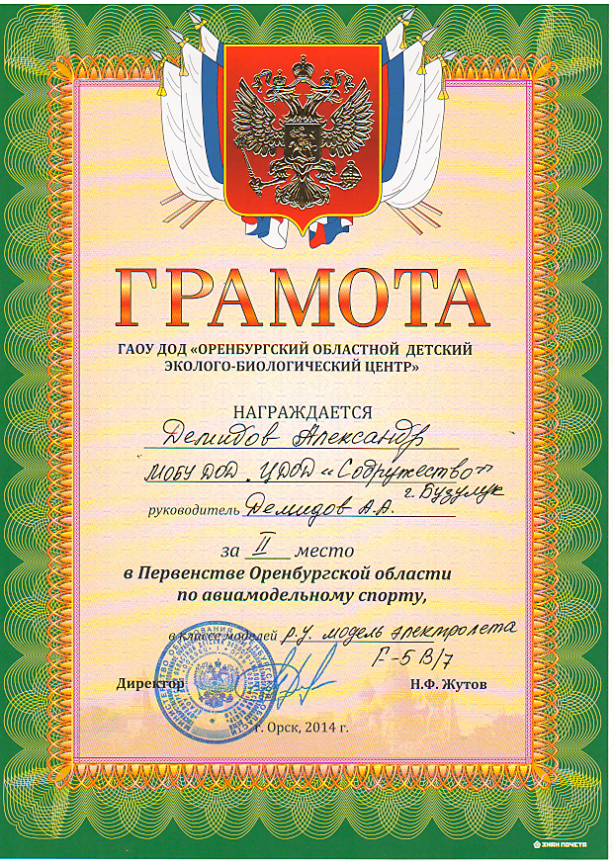 ГРАМОТА
ГАОУ ДОД «ОРЕНБУРГСКИЙ ОБЛАСТНОЙ ДЕТСКИЙ
ЭКОЛОГО-БИОЛОГИЧЕСКИЙ ЦЕНТР»
НАГРАЖДАЕТСЯ
Демидов Александр
МОБУ ДОД ЦДОД «Содружество»
г. Бузулук
руководитель Демидов А.А.
за II место
в Первенстве Оренбургской области
по авиамодельному спорту,
в классе моделей р.у. модель электролета
F-5 B/7
Директор Н.Ф. Жутов
г. Орск, 2014 г.
ЗНАК ПОЧЕТА